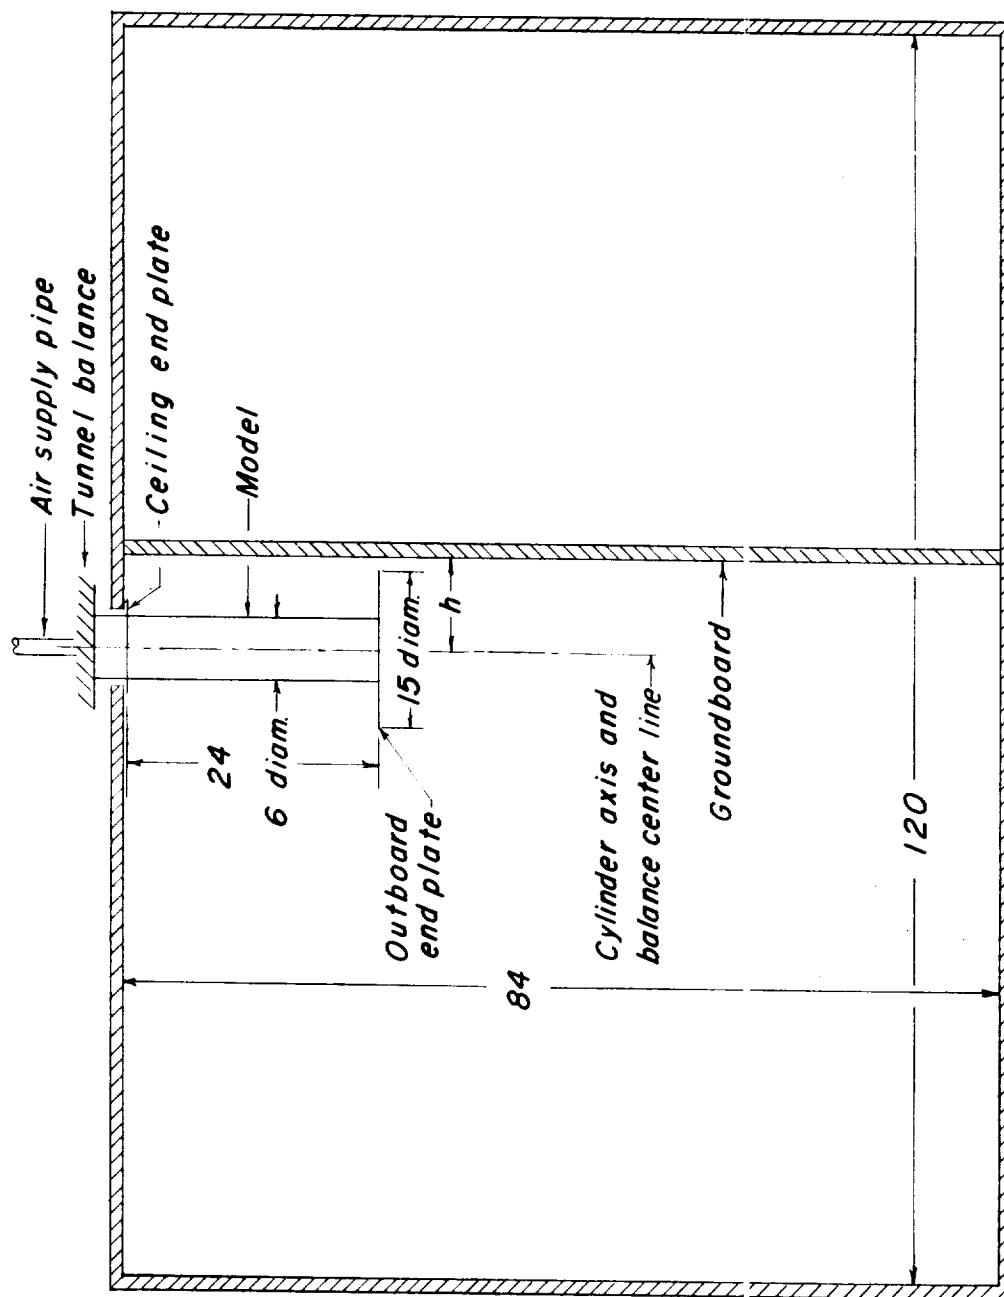 Air supply pipe
Tunnel balance
Ceiling end plate
Model
24
6 diam.
15 diam.
h
Outboard
end plate
Cylinder axis and
balance center line
Groundboard
84
120